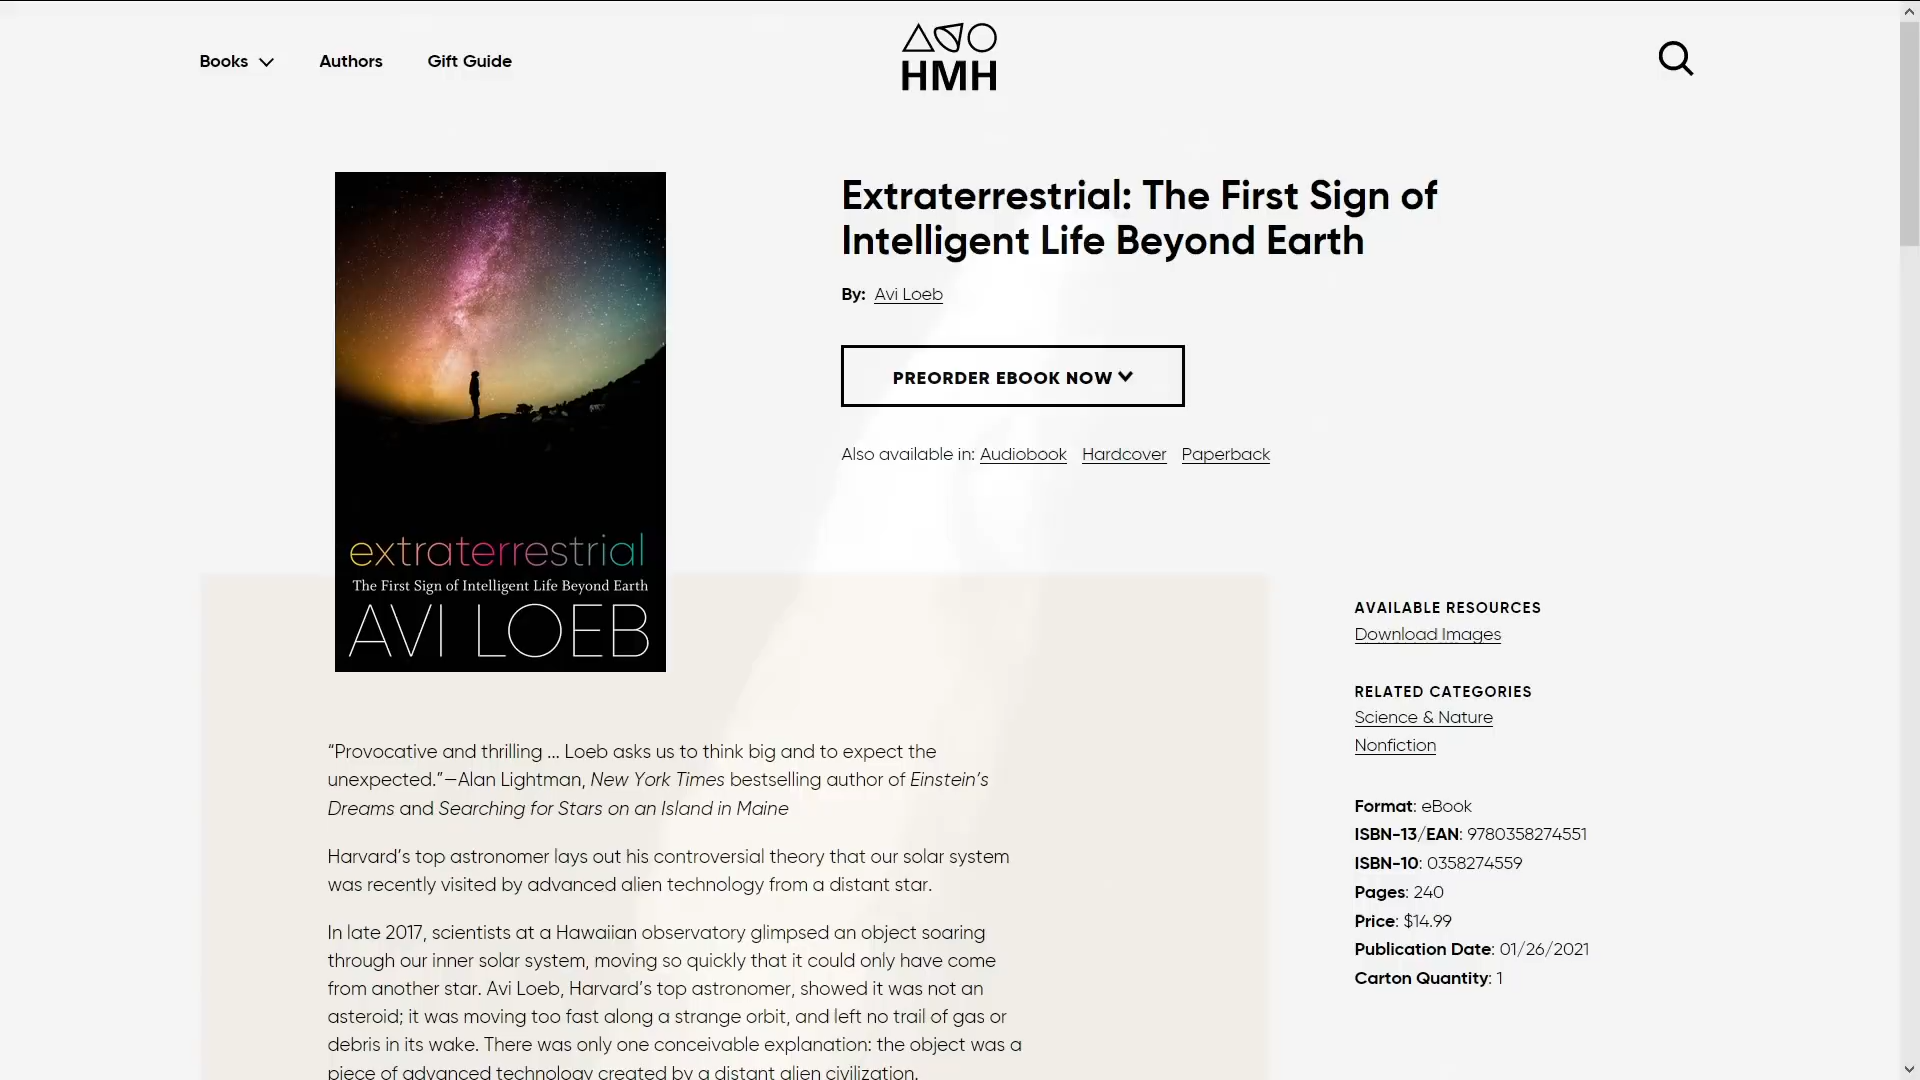 Books
Authors
Gift Guide
HMH
Extraterrestrial: The First Sign of
Intelligent Life Beyond Earth
By: Avi Loeb
PREORDER EBOOK NOW
Also available in: Audiobook Hardcover Paperback
extraterrestrial
The First Sign of Intelligent Life Beyond Earth
AVI LOEB
“Provocative and thrilling ... Loeb asks us to think big and to expect the
unexpected.”—Alan Lightman, New York Times bestselling author of Einstein’s
Dreams and Searching for Stars on an Island in Maine
Harvard’s top astronomer lays out his controversial theory that our solar system
was recently visited by advanced alien technology from a distant star.
In late 2017, scientists at a Hawaiian observatory glimpsed an object soaring
through our inner solar system, moving so quickly that it could only have come
from another star. Avi Loeb, Harvard’s top astronomer, showed it was not an
asteroid; it was moving too fast along a strange orbit, and left no trail of gas or
debris in its wake. There was only one conceivable explanation: the object was a
piece of advanced technology created by a distant alien civilization.
AVAILABLE RESOURCES
Download Images
RELATED CATEGORIES
Science & Nature
Nonfiction
Format: eBook
ISBN-13/EAN: 9780358274551
ISBN-10: 0358274559
Pages: 240
Price: $14.99
Publication Date: 01/26/2021
Carton Quantity: 1